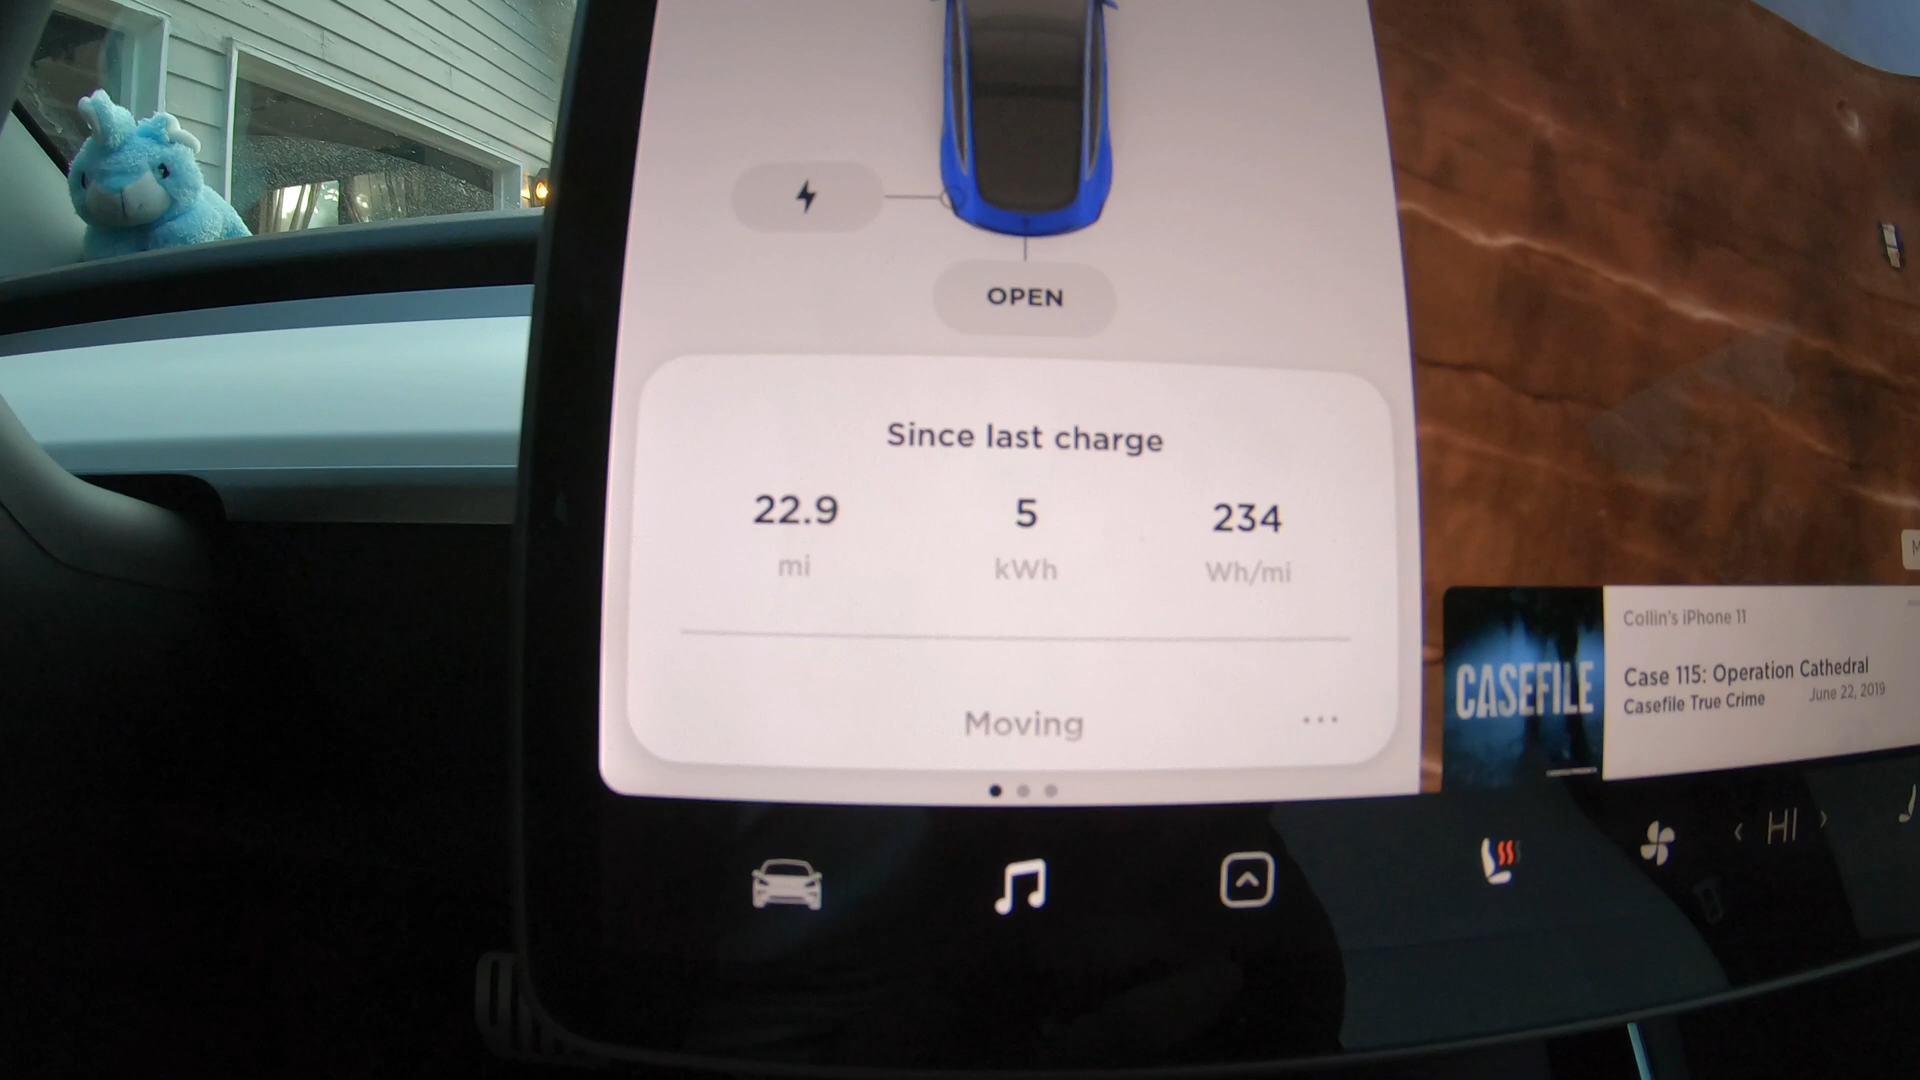 OPEN
Since last charge
22.9 5 234
mi kWh Wh/mi
Moving
CASEFILE
Collin's iPhone 11
Case 115: Operation Cathedral
Casefile True Crime June 22, 2019
HI